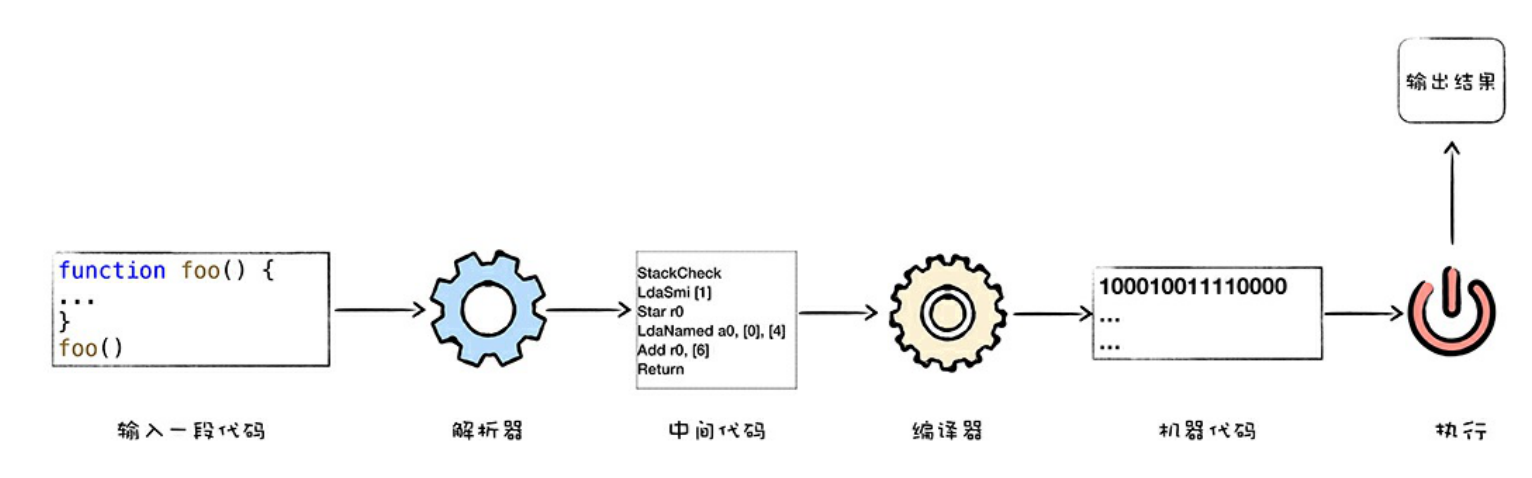 输出结果
function foo() {
...
}
foo()
StackCheck
LdaSmi [1]
Star r0
LdaNamed a0, [0], [4]
Add r0, [6]
Return
100010011110000
...
...
输入一段代码
解析器
中间代码
编译器
机器代码
执行